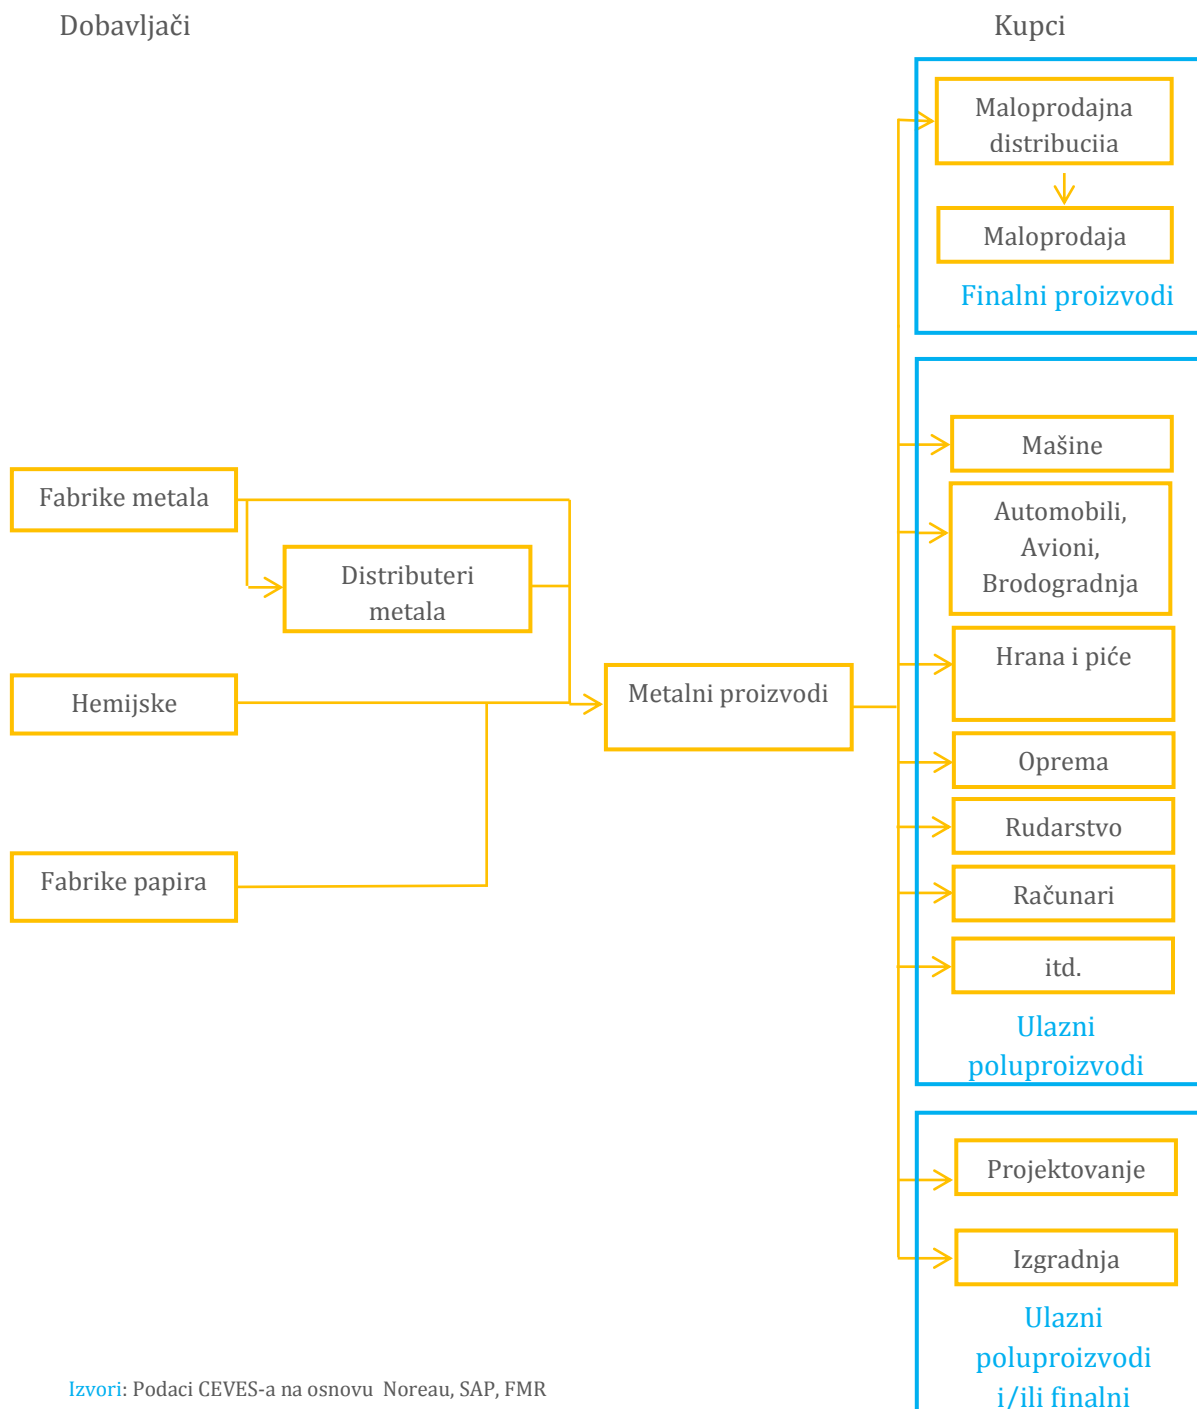 Dobavljači
Kupci
Maloprodajna
distribucija
Maloprodaja
Finalni proizvodi
Mašine
Automobili,
Avioni,
Brodogradnja
Hrana i piće
Oprema
Rudarstvo
Računari
itd.
Ulazni
poluproizvodi
Fabrike metala
Distributeri
metala
Hemijske
Metalni proizvodi
Fabrike papira
Projektovanje
Izgradnja
Ulazni
poluproizvodi
i/ili finalni
Izvori: Podaci CEVES-a na osnovu Noreau, SAP, FMR